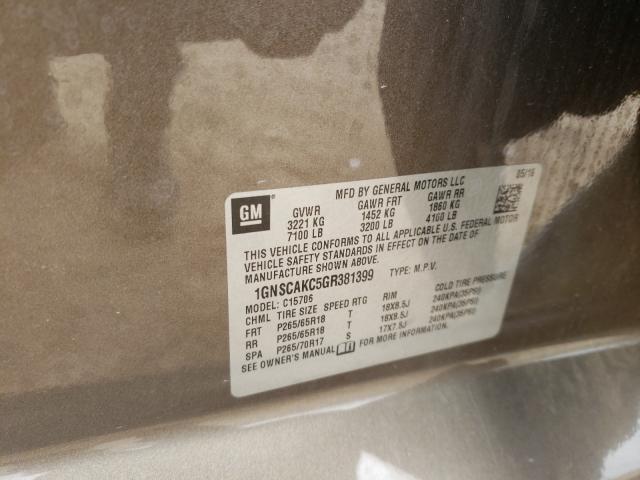 GM
MFD BY GENERAL MOTORS LLC 05/16
GVWR GAWR FRT GAWR RR
3221 KG 1452 KG 1860 KG
7100 LB 3200 LB 4100 LB
THIS VEHICLE CONFORMS TO ALL APPLICABLE U.S. FEDERAL MOTOR
VEHICLE SAFETY STANDARDS IN EFFECT ON THE DATE OF
MANUFACTURE SHOWN ABOVE.
1GNSCAKC5GR381399 TYPE: M.P.V.
MODEL: C15706
CHML TIRE SIZE SPEED RTG RIM COLD TIRE PRESSURE
FRT P265/65R18 T 18X8.5J 240KPA(35PSI)
RR P265/65R18 T 18X8.5J 240KPA(35PSI)
SPA P265/70R17 S 17X7.5J 240KPA(35PSI)
SEE OWNER'S MANUAL FOR MORE INFORMATION.